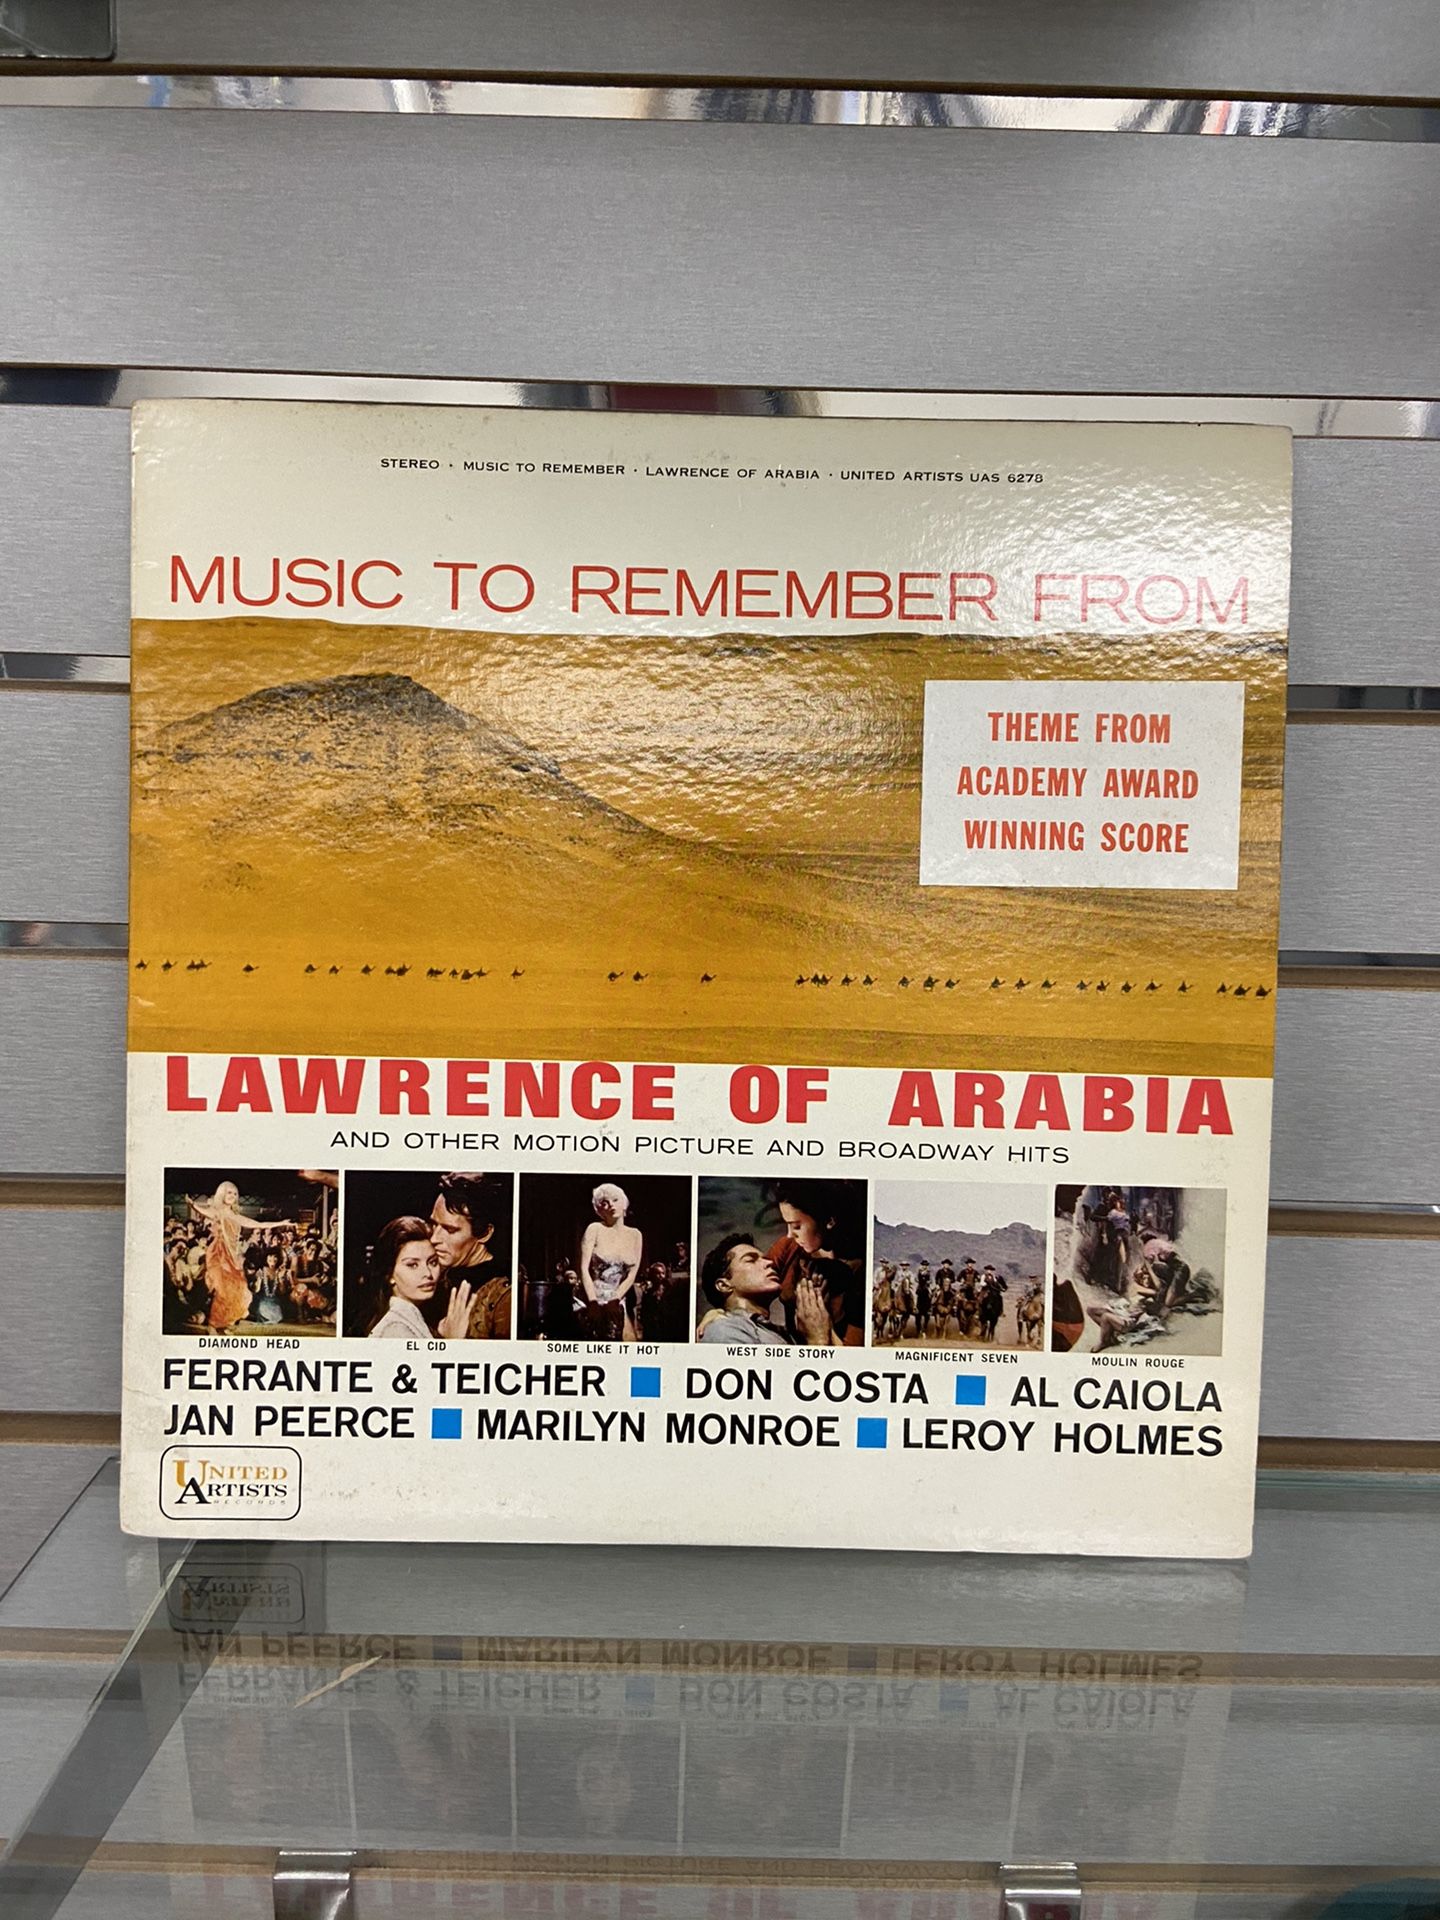 STEREO · MUSIC TO REMEMBER · LAWRENCE OF ARABIA · UNITED ARTISTS UAS 6278
MUSIC TO REMEMBER FROM
THEME FROM
ACADEMY AWARD
WINNING SCORE
LAWRENCE OF ARABIA
AND OTHER MOTION PICTURE AND BROADWAY HITS
DIAMOND HEAD
EL CID
SOME LIKE IT HOT
WEST SIDE STORY
MAGNIFICENT SEVEN
MOULIN ROUGE
FERRANTE & TEICHER ■ DON COSTA ■ AL CAIOLA
JAN PEERCE ■ MARILYN MONROE ■ LEROY HOLMES
UNITED
ARTISTS
RECORDS